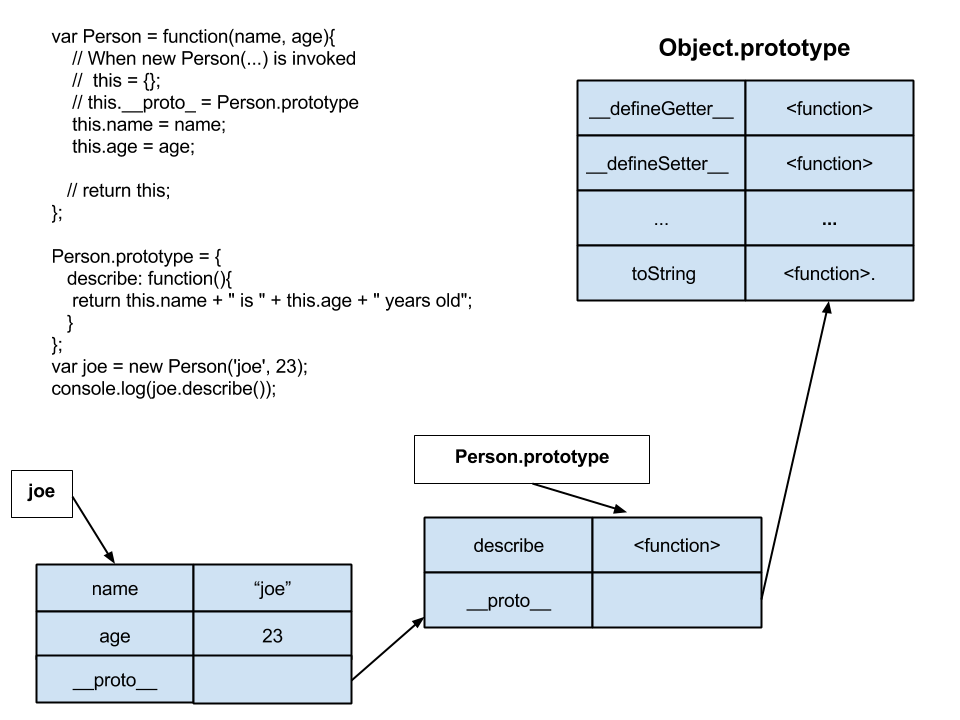 var Person = function(name, age){
// When new Person(...) is invoked
//  this = {};
// this.__proto_ = Person.prototype
this.name = name;
this.age = age;
// return this;
};
Person.prototype = {
describe: function(){
return this.name + " is " + this.age + " years old";
}
};
var joe = new Person('joe', 23);
console.log(joe.describe());
Object.prototype
__defineGetter__ <function>
__defineSetter__ <function>
... ...
toString <function>.
Person.prototype
describe <function>
__proto__
joe
name “joe”
age 23
__proto__